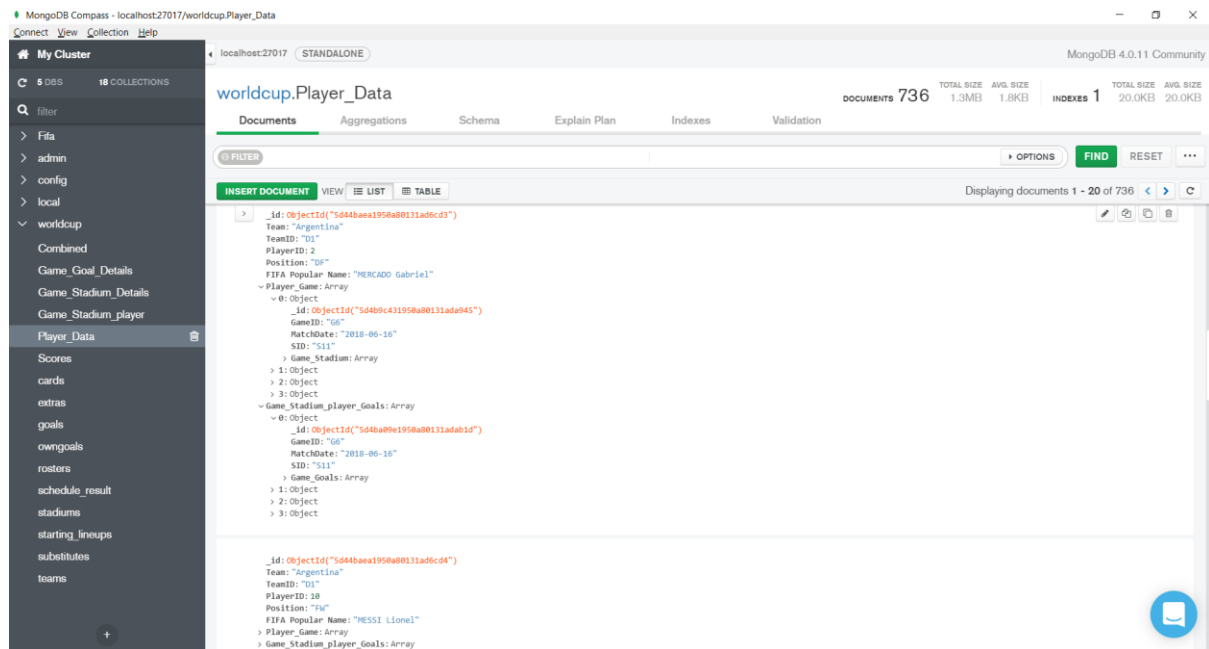 MongoDB Compass - localhost:27017/worldcup.Player_Data
Connect View Collection Help
My Cluster
localhost:27017 STANDALONE
MongoDB 4.0.11 Community
5 DBS 18 COLLECTIONS
filter
Fifa
admin
config
local
worldcup
Combined
Game_Goal_Details
Game_Stadium_Details
Game_Stadium_player
Player_Data
Scores
cards
extras
goals
owngoals
rosters
schedule_result
stadiums
starting_lineups
substitutes
teams
+
worldcup.Player_Data
DOCUMENTS 736 TOTAL SIZE 1.3MB AVG. SIZE 1.8KB INDEXES 1 TOTAL SIZE 20.0KB AVG. SIZE 20.0KB
Documents Aggregations Schema Explain Plan Indexes Validation
FILTER OPTIONS FIND RESET ...
INSERT DOCUMENT VIEW LIST TABLE Displaying documents 1 - 20 of 736
_id: ObjectId("5d44baea1950a80131ad6cd3")
Team: "Argentina"
TeamID: "D1"
PlayerID: 2
Position: "DF"
FIFA Popular Name: "MERCADO Gabriel"
Player_Game: Array
0: Object
_id: ObjectId("5d4b9c431950a80131ada945")
GameID: "G6"
MatchDate: "2018-06-16"
SID: "S11"
Game_Stadium: Array
1: Object
2: Object
3: Object
Game_Stadium_player_Goals: Array
0: Object
_id: ObjectId("5d4ba09e1950a80131adab1d")
GameID: "G6"
MatchDate: "2018-06-16"
SID: "S11"
Game_Goals: Array
1: Object
2: Object
3: Object
_id: ObjectId("5d44baea1950a80131ad6cd4")
Team: "Argentina"
TeamID: "D1"
PlayerID: 10
Position: "FW"
FIFA Popular Name: "MESSI Lionel"
Player_Game: Array
Game_Stadium_player_Goals: Array